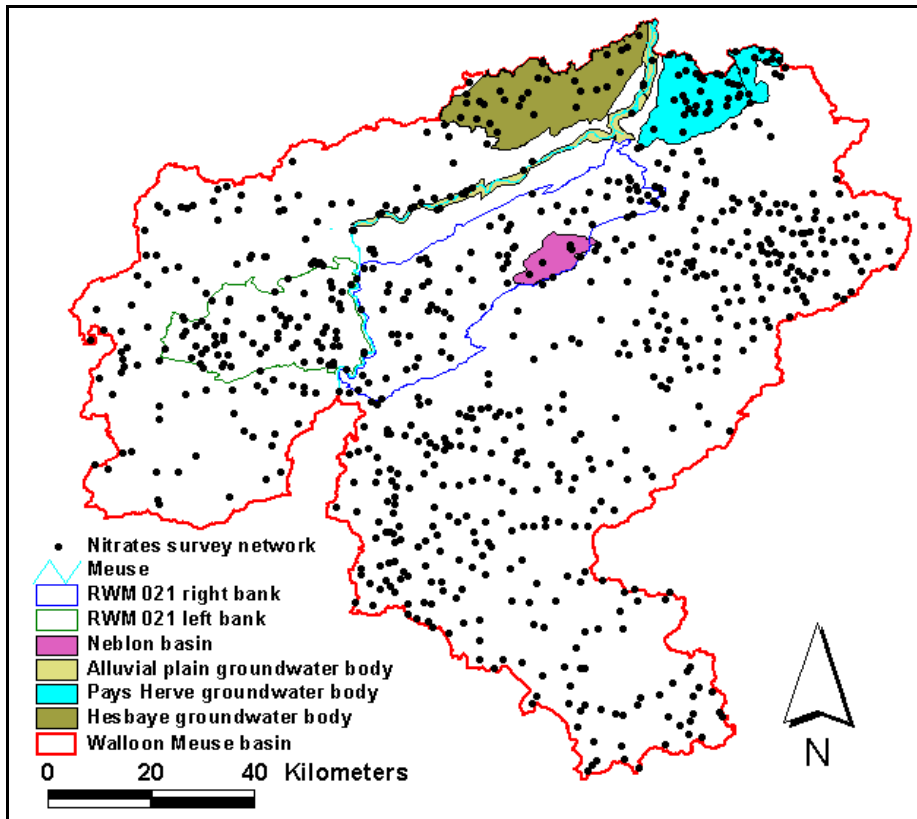 Nitrates survey network
Meuse
RWM 021 right bank
RWM 021 left bank
Neblon basin
Alluvial plain groundwater body
Pays Herve groundwater body
Hesbaye groundwater body
Walloon Meuse basin
0 20 40 Kilometers
N